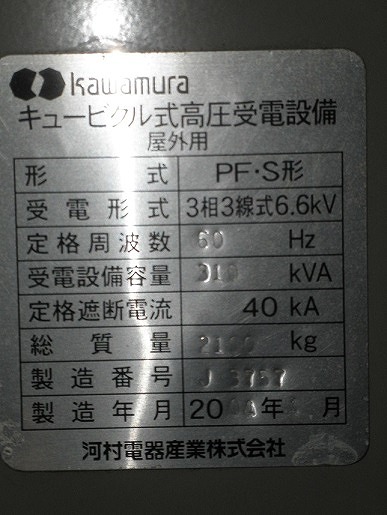 kawamura
キュービクル式高圧受電設備
屋外用
形式 PF・S形
受電形式 3相3線式6.6kV
定格周波数 60 Hz
受電設備容量 kVA
定格遮断電流 40 kA
総質量 kg
製造番号 J 3757
製造年月 20 年 月
河村電器産業株式会社